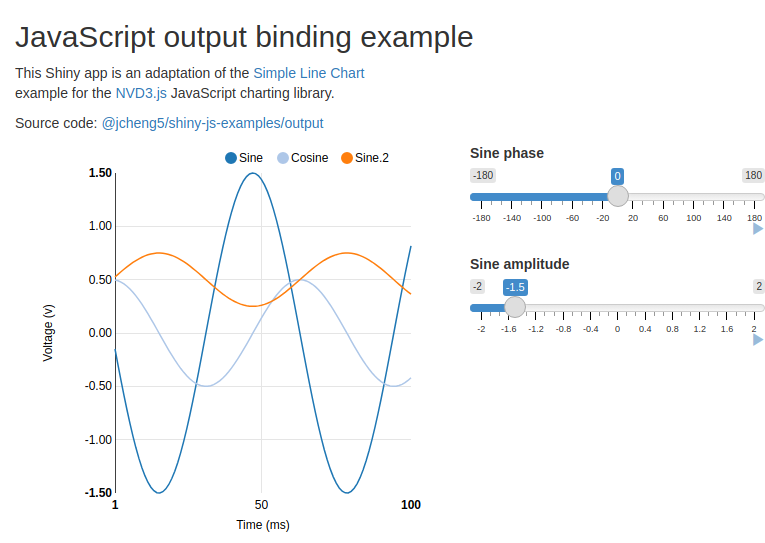 JavaScript output binding example
This Shiny app is an adaptation of the Simple Line Chart
example for the NVD3.js JavaScript charting library.
Source code: @jcheng5/shiny-js-examples/output
Sine Cosine Sine.2
1.50
1.00
0.50
0.00
-0.50
-1.00
-1.50
Voltage (v)
1 50 100
Time (ms)
Sine phase
-180 0 180
-180 -140 -100 -60 -20 20 60 100 140 180
Sine amplitude
-2 -1.5 2
-2 -1.6 -1.2 -0.8 -0.4 0 0.4 0.8 1.2 1.6 2